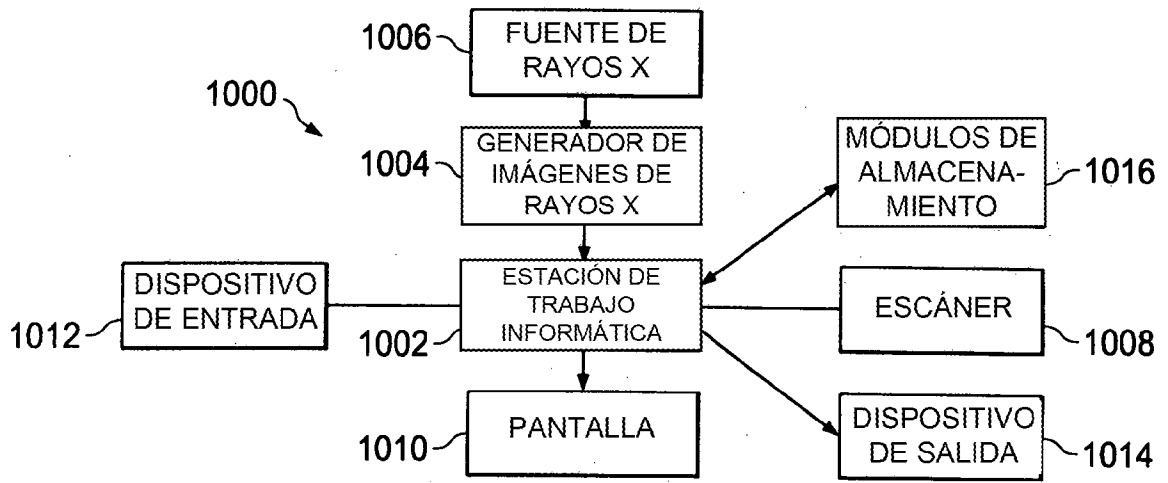 1006
FUENTE DE
RAYOS X
1000
1004
GENERADOR DE
IMÁGENES DE
RAYOS X
MÓDULOS DE
ALMACENA-
MIENTO
1016
DISPOSITIVO
DE ENTRADA
1012
ESTACIÓN DE
TRABAJO
INFORMÁTICA
1002
ESCÁNER
1008
PANTALLA
1010
DISPOSITIVO
DE SALIDA
1014